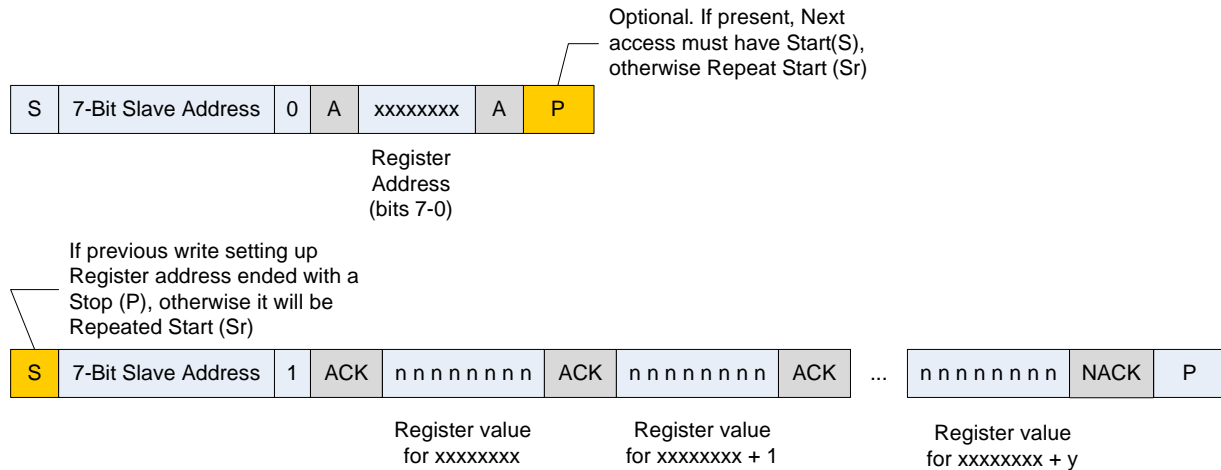 Optional. If present, Next
access must have Start(S),
otherwise Repeat Start (Sr)
S 7-Bit Slave Address 0 A xxxxxxxx A P
Register
Address
(bits 7-0)
If previous write setting up
Register address ended with a
Stop (P), otherwise it will be
Repeated Start (Sr)
S 7-Bit Slave Address 1 ACK n n n n n n n n ACK n n n n n n n n ACK ... n n n n n n n n NACK P
Register value
for xxxxxxxx
Register value
for xxxxxxxx + 1
Register value
for xxxxxxxx + y